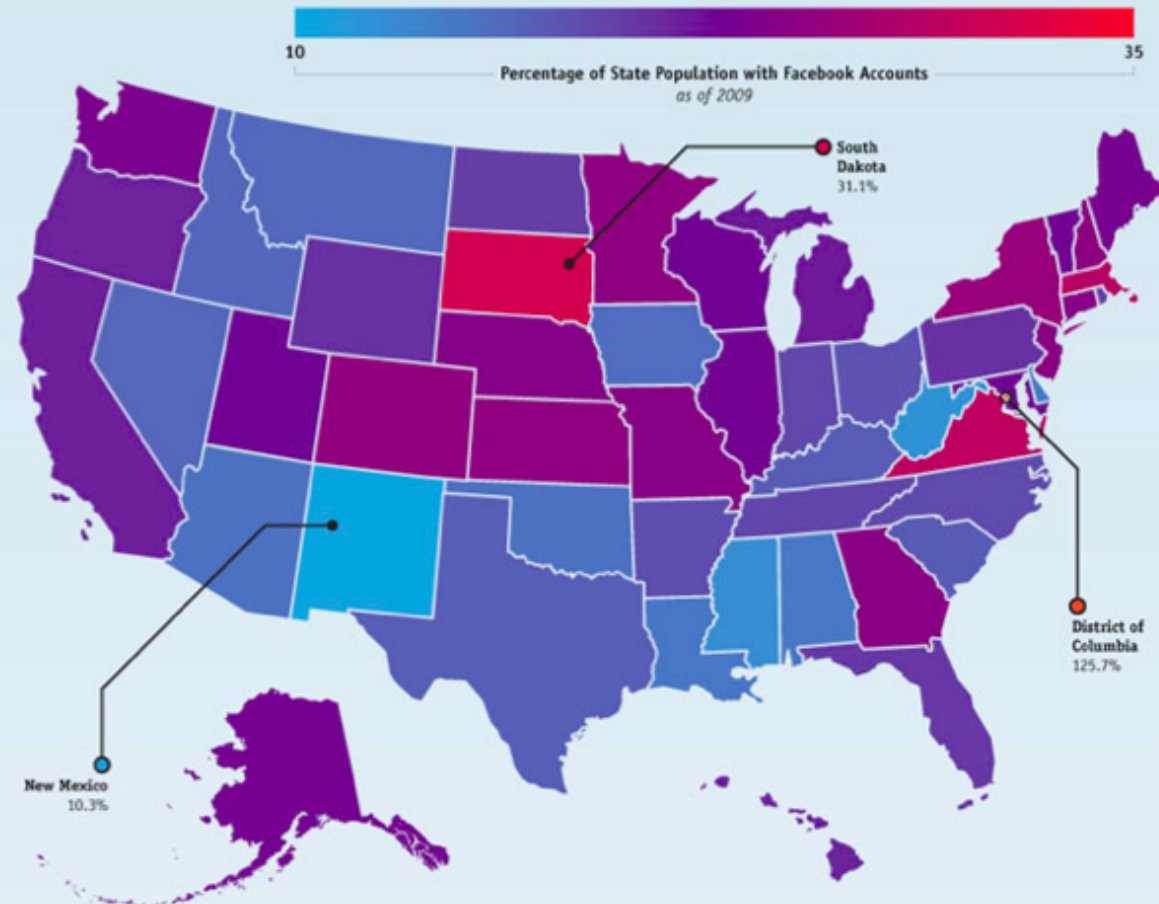 10
35
Percentage of State Population with Facebook Accounts
as of 2009
South
Dakota
31.1%
District of
Columbia
125.7%
New Mexico
10.3%